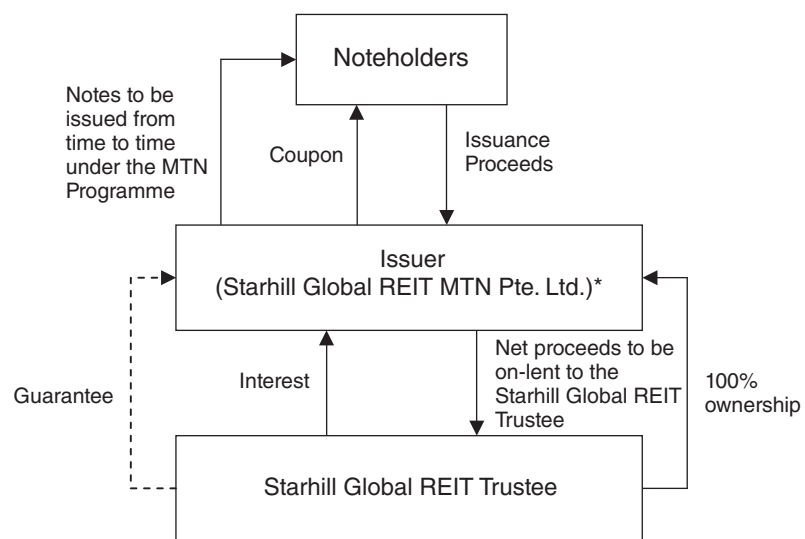 Noteholders
Notes to be
issued from
time to time
under the MTN
Programme
Coupon
Issuance
Proceeds
Issuer
(Starhill Global REIT MTN Pte. Ltd.)*
Guarantee
Interest
Net proceeds to be
on-lent to the
Starhill Global REIT
Trustee
100%
ownership
Starhill Global REIT Trustee